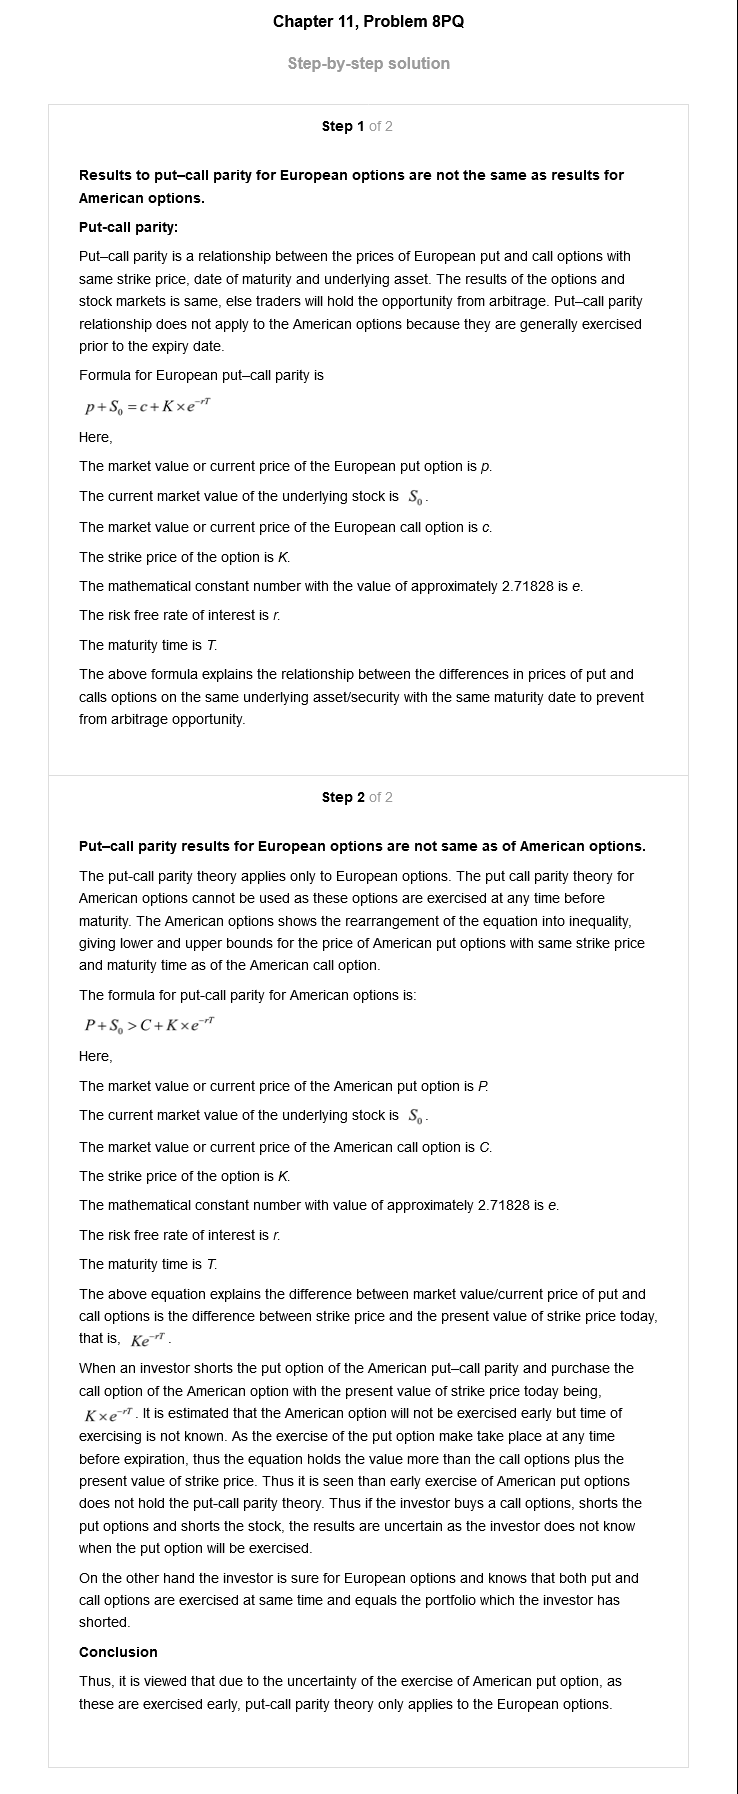 Chapter 11, Problem 8PQ
Step-by-step solution
Step 1 of 2
Results to put–call parity for European options are not the same as results for
American options.
Put-call parity:
Put–call parity is a relationship between the prices of European put and call options with
same strike price, date of maturity and underlying asset. The results of the options and
stock markets is same, else traders will hold the opportunity from arbitrage. Put–call parity
relationship does not apply to the American options because they are generally exercised
prior to the expiry date.
Formula for European put–call parity is
p+S₀ =c+K×e^{-rT}
Here,
The market value or current price of the European put option is p.
The current market value of the underlying stock is S₀.
The market value or current price of the European call option is c.
The strike price of the option is K.
The mathematical constant number with the value of approximately 2.71828 is e.
The risk free rate of interest is r.
The maturity time is T.
The above formula explains the relationship between the differences in prices of put and
calls options on the same underlying asset/security with the same maturity date to prevent
from arbitrage opportunity.
Step 2 of 2
Put–call parity results for European options are not same as of American options.
The put-call parity theory applies only to European options. The put call parity theory for
American options cannot be used as these options are exercised at any time before
maturity. The American options shows the rearrangement of the equation into inequality,
giving lower and upper bounds for the price of American put options with same strike price
and maturity time as of the American call option.
The formula for put-call parity for American options is:
P+S₀ >C+K×e^{-rT}
Here,
The market value or current price of the American put option is P.
The current market value of the underlying stock is S₀.
The market value or current price of the American call option is C.
The strike price of the option is K.
The mathematical constant number with value of approximately 2.71828 is e.
The risk free rate of interest is r.
The maturity time is T.
The above equation explains the difference between market value/current price of put and
call options is the difference between strike price and the present value of strike price today,
that is, Ke^{-rT}.
When an investor shorts the put option of the American put–call parity and purchase the
call option of the American option with the present value of strike price today being,
K×e^{-rT}. It is estimated that the American option will not be exercised early but time of
exercising is not known. As the exercise of the put option make take place at any time
before expiration, thus the equation holds the value more than the call options plus the
present value of strike price. Thus it is seen than early exercise of American put options
does not hold the put-call parity theory. Thus if the investor buys a call options, shorts the
put options and shorts the stock, the results are uncertain as the investor does not know
when the put option will be exercised.
On the other hand the investor is sure for European options and knows that both put and
call options are exercised at same time and equals the portfolio which the investor has
shorted.
Conclusion
Thus, it is viewed that due to the uncertainty of the exercise of American put option, as
these are exercised early, put-call parity theory only applies to the European options.